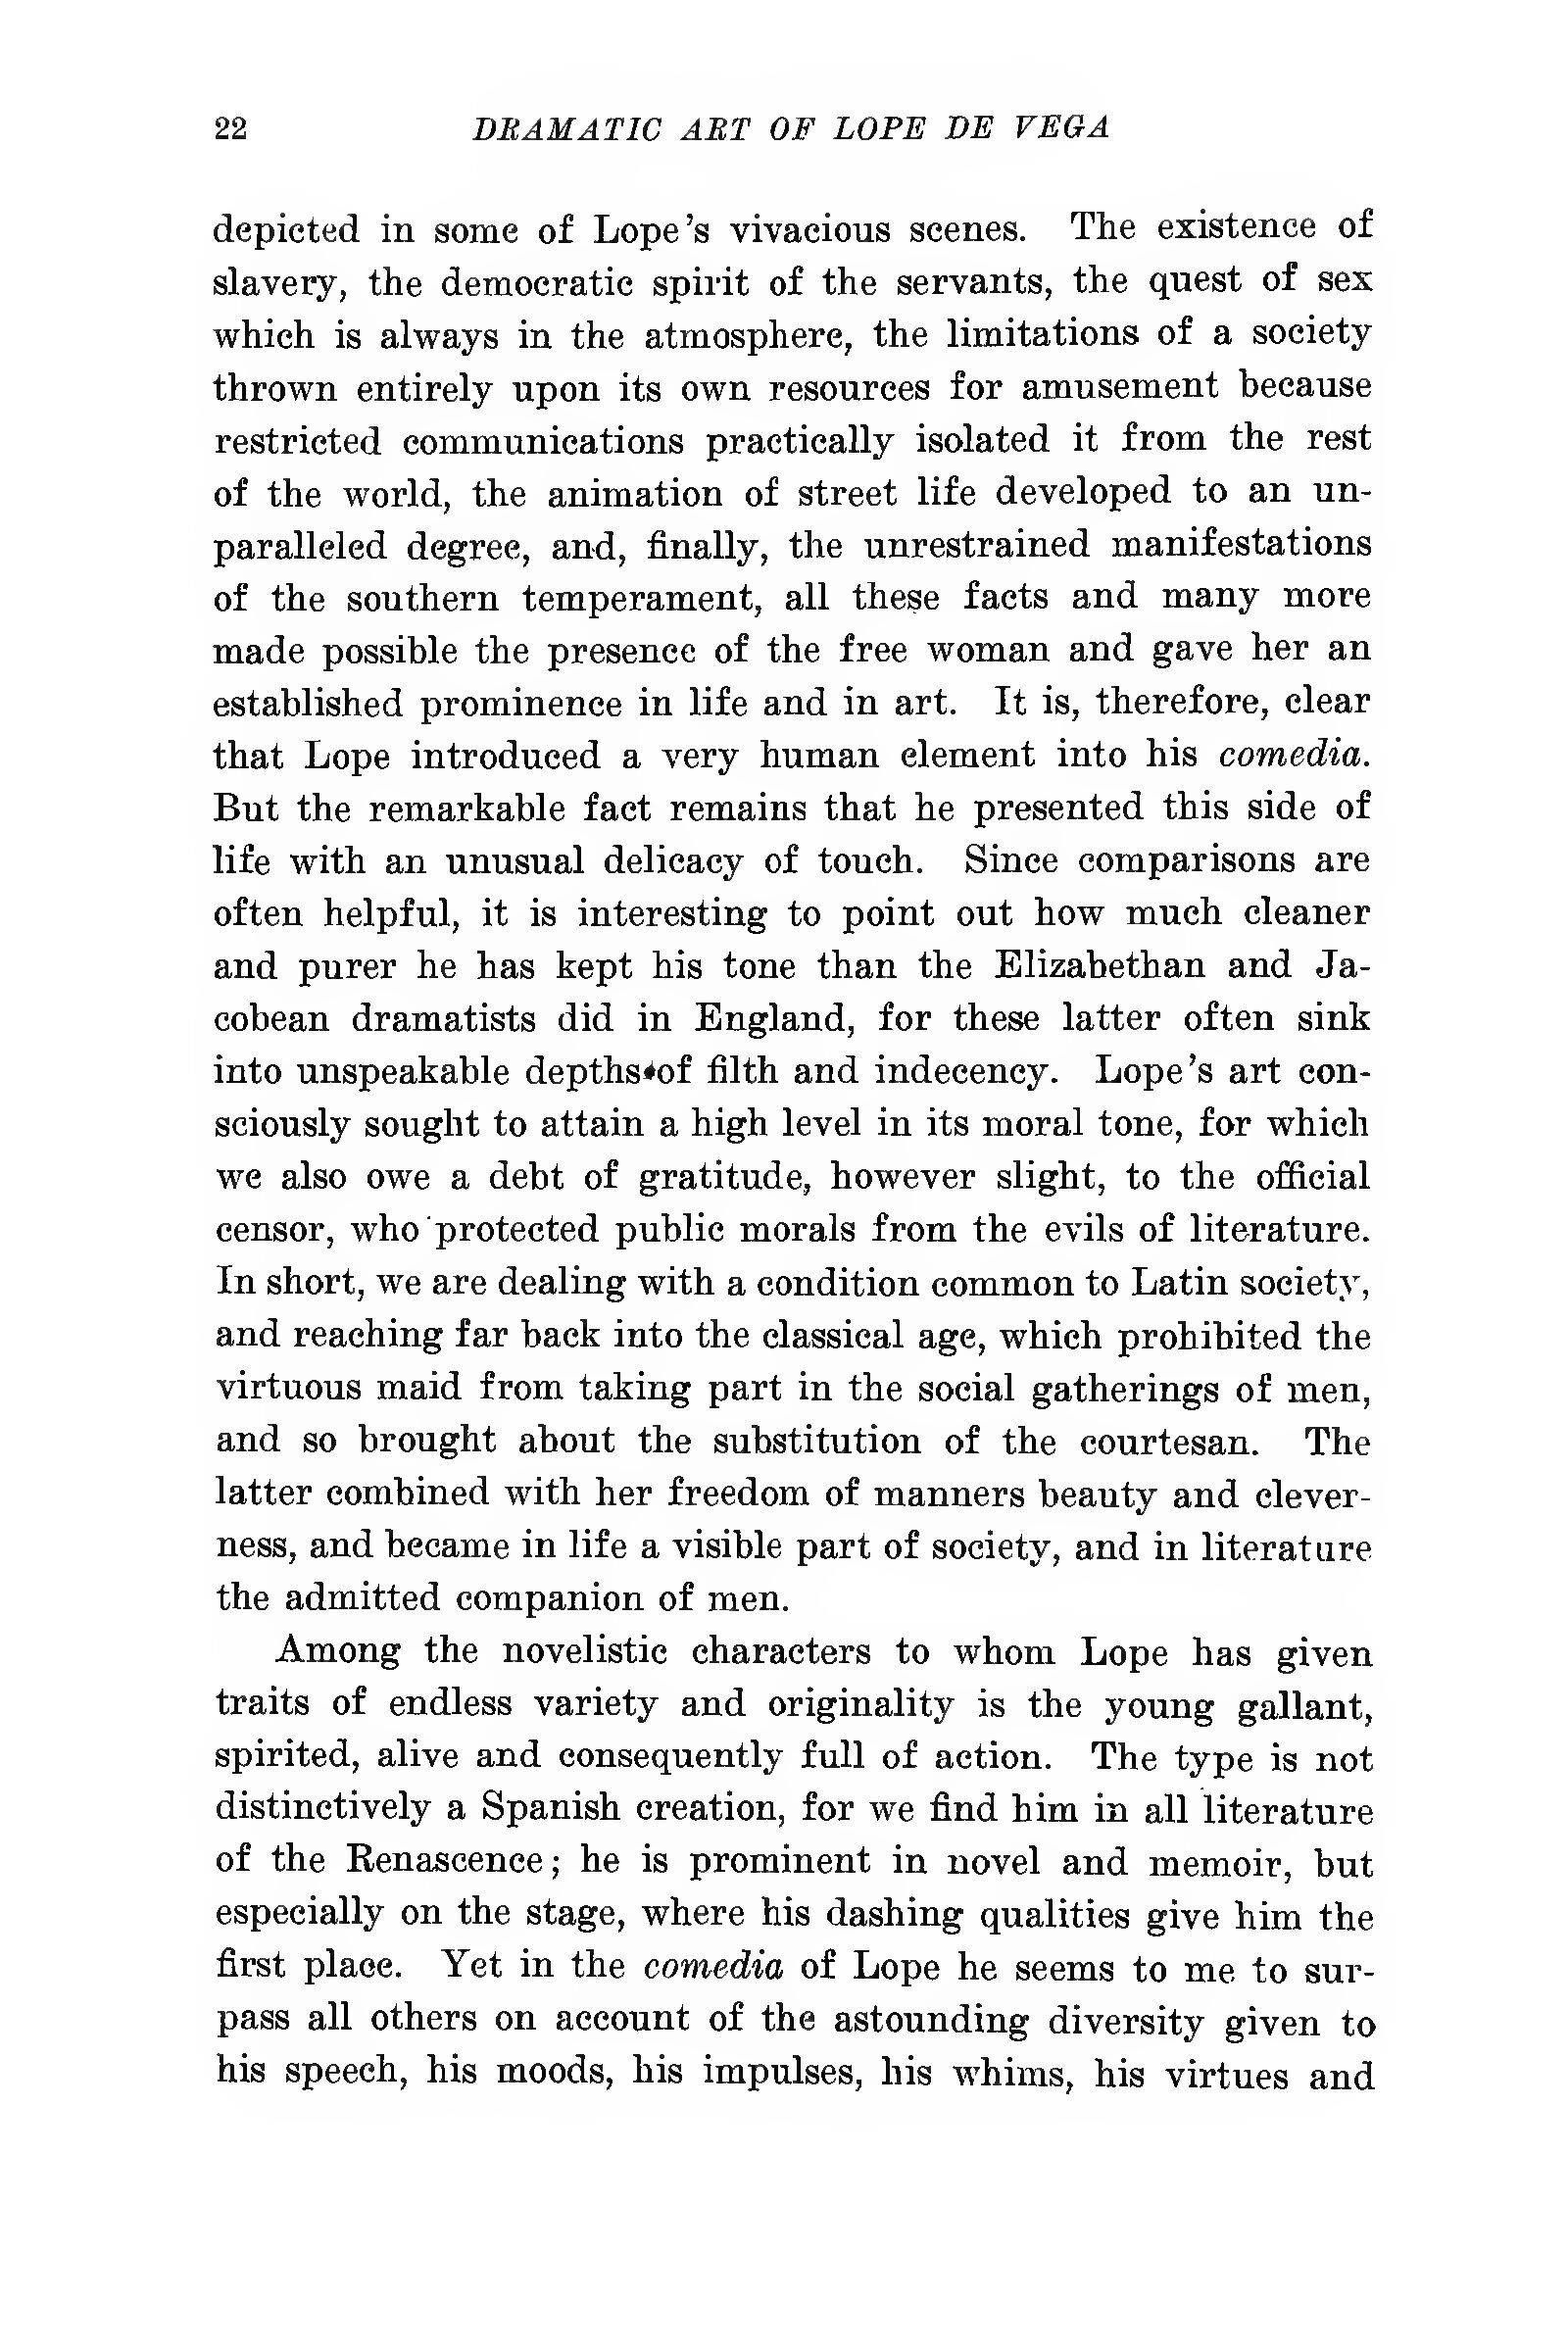 22 DRAMATIC ART OF LOPE DE VEGA
depicted in some of Lope's vivacious scenes. The existence of
slavery, the democratic spirit of the servants, the quest of sex
which is always in the atmosphere, the limitations of a society
thrown entirely upon its own resources for amusement because
restricted communications practically isolated it from the rest
of the world, the animation of street life developed to an un-
paralleled degree, and, finally, the unrestrained manifestations
of the southern temperament, all these facts and many more
made possible the presence of the free woman and gave her an
established prominence in life and in art. It is, therefore, clear
that Lope introduced a very human element into his comedia.
But the remarkable fact remains that he presented this side of
life with an unusual delicacy of touch. Since comparisons are
often helpful, it is interesting to point out how much cleaner
and purer he has kept his tone than the Elizabethan and Ja-
cobean dramatists did in England, for these latter often sink
into unspeakable depths of filth and indecency. Lope's art con-
sciously sought to attain a high level in its moral tone, for which
we also owe a debt of gratitude, however slight, to the official
censor, who protected public morals from the evils of literature.
In short, we are dealing with a condition common to Latin society,
and reaching far back into the classical age, which prohibited the
virtuous maid from taking part in the social gatherings of men,
and so brought about the substitution of the courtesan. The
latter combined with her freedom of manners beauty and clever-
ness, and became in life a visible part of society, and in literature
the admitted companion of men.
Among the novelistic characters to whom Lope has given
traits of endless variety and originality is the young gallant,
spirited, alive and consequently full of action. The type is not
distinctively a Spanish creation, for we find him in all literature
of the Renascence; he is prominent in novel and memoir, but
especially on the stage, where his dashing qualities give him the
first place. Yet in the comedia of Lope he seems to me to sur-
pass all others on account of the astounding diversity given to
his speech, his moods, his impulses, his whims, his virtues and